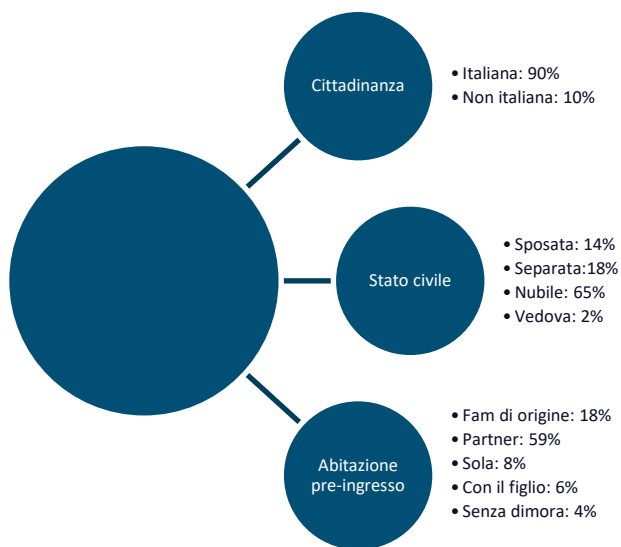 Cittadinanza
• Italiana: 90%
• Non italiana: 10%
Stato civile
• Sposata: 14%
• Separata:18%
• Nubile: 65%
• Vedova: 2%
Abitazione
pre-ingresso
• Fam di origine: 18%
• Partner: 59%
• Sola: 8%
• Con il figlio: 6%
• Senza dimora: 4%